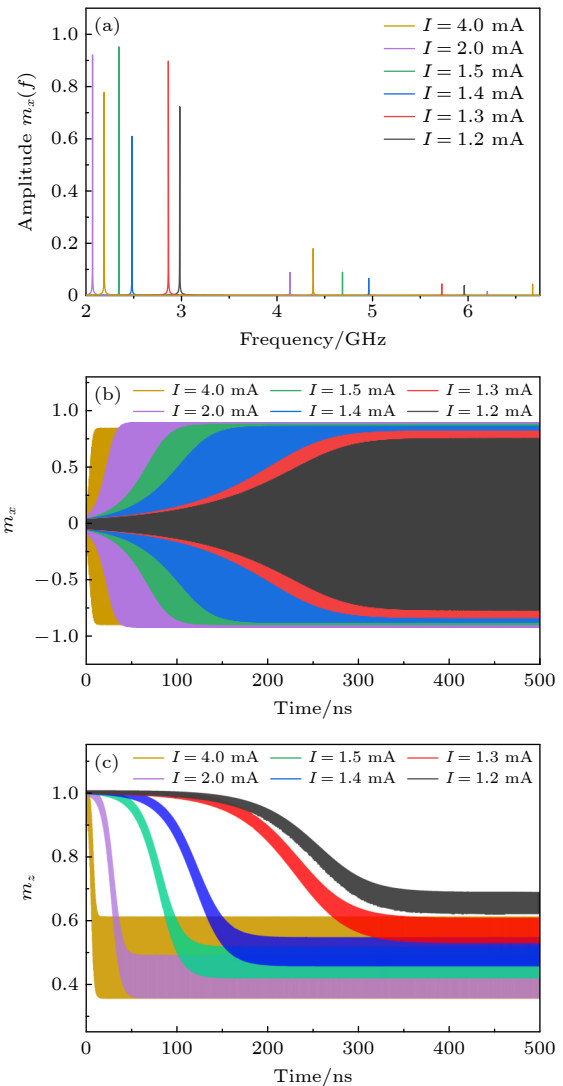 (a)
I = 4.0 mA
I = 2.0 mA
I = 1.5 mA
I = 1.4 mA
I = 1.3 mA
I = 1.2 mA
Amplitude mx(f)
1.0
0.8
0.6
0.4
0.2
0
2 3 4 5 6
Frequency/GHz
(b)
I = 4.0 mA I = 1.5 mA I = 1.3 mA
I = 2.0 mA I = 1.4 mA I = 1.2 mA
mx
1.0
0.5
0
−0.5
−1.0
0 100 200 300 400 500
Time/ns
(c)
I = 4.0 mA I = 1.5 mA I = 1.3 mA
I = 2.0 mA I = 1.4 mA I = 1.2 mA
mz
1.0
0.8
0.6
0.4
0 100 200 300 400 500
Time/ns